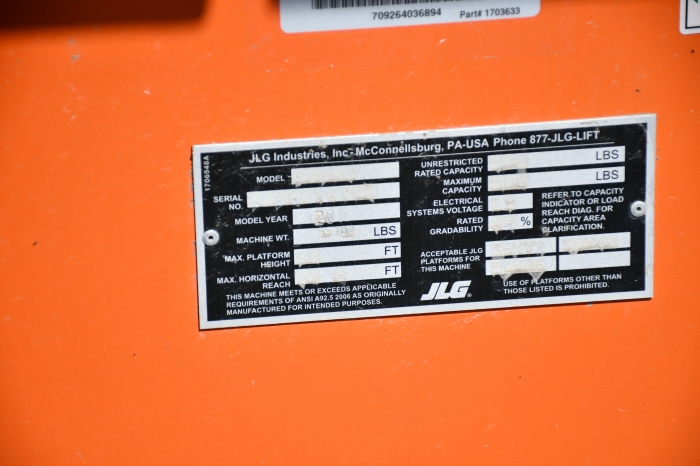 709264036894 Part# 1703633
JLG Industries, Inc- McConnellsburg, PA-USA Phone 877-JLG-LIFT
1706948A
MODEL
SERIAL
NO.
MODEL YEAR 20
MACHINE WT. LBS
MAX. PLATFORM
HEIGHT FT
MAX. HORIZONTAL
REACH FT
THIS MACHINE MEETS OR EXCEEDS APPLICABLE
REQUIREMENTS OF ANSI A92.5 2006 AS ORIGINALLY
MANUFACTURED FOR INTENDED PURPOSES.
UNRESTRICTED
RATED CAPACITY LBS
MAXIMUM
CAPACITY LBS
ELECTRICAL
SYSTEMS VOLTAGE
RATED
GRADABILITY %
REFER TO CAPACITY
INDICATOR OR LOAD
REACH DIAG. FOR
CAPACITY AREA
CLARIFICATION.
ACCEPTABLE JLG
PLATFORMS FOR
THIS MACHINE
JLG®
USE OF PLATFORMS OTHER THAN
THOSE LISTED IS PROHIBITED.